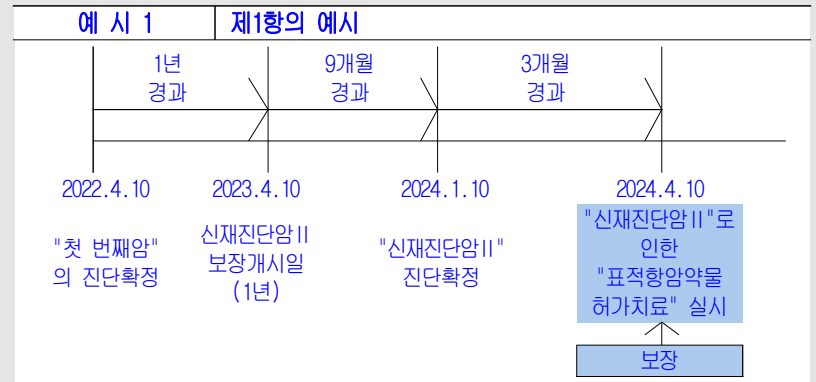 예 시 1
제1항의 예시
1년
경과
9개월
경과
3개월
경과
2022.4.10
2023.4.10
2024.1.10
2024.4.10
"첫 번째암"
의 진단확정
신재진단암Ⅱ
보장개시일
(1년)
"신재진단암Ⅱ"
진단확정
"신재진단암Ⅱ"로
인한
"표적항암약물
허가치료" 실시
보장